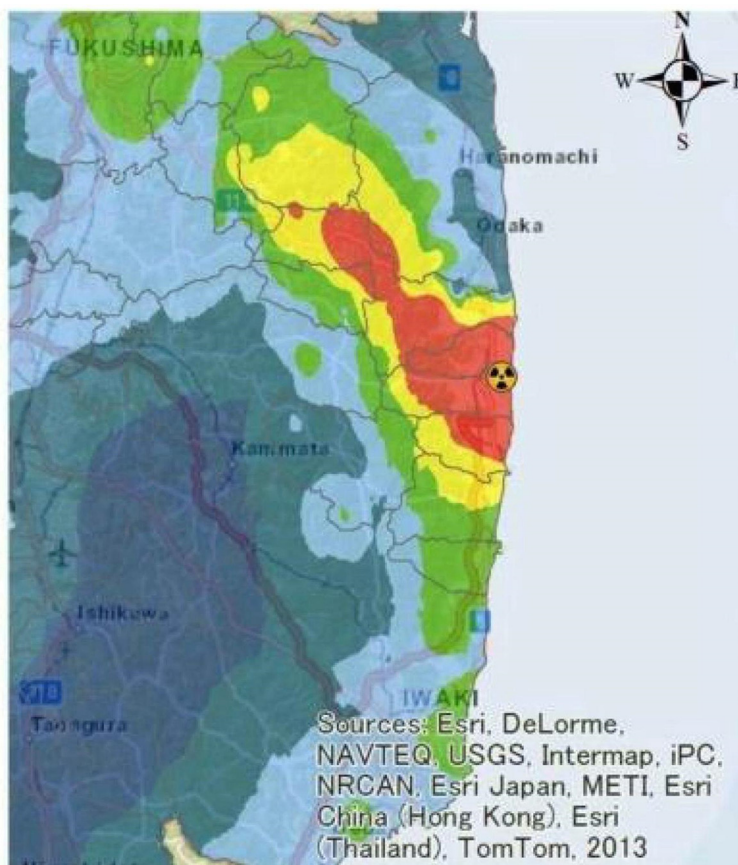 N
W
S
FUKUSHIMA
6
Haranomachi
Odaka
Kammata
Ishikawa
Tanagura
IWAKI
Sources: Esri, DeLorme,
NAVTEQ, USGS, Intermap, iPC,
NRCAN, Esri Japan, METI, Esri
China (Hong Kong), Esri
(Thailand), TomTom, 2013